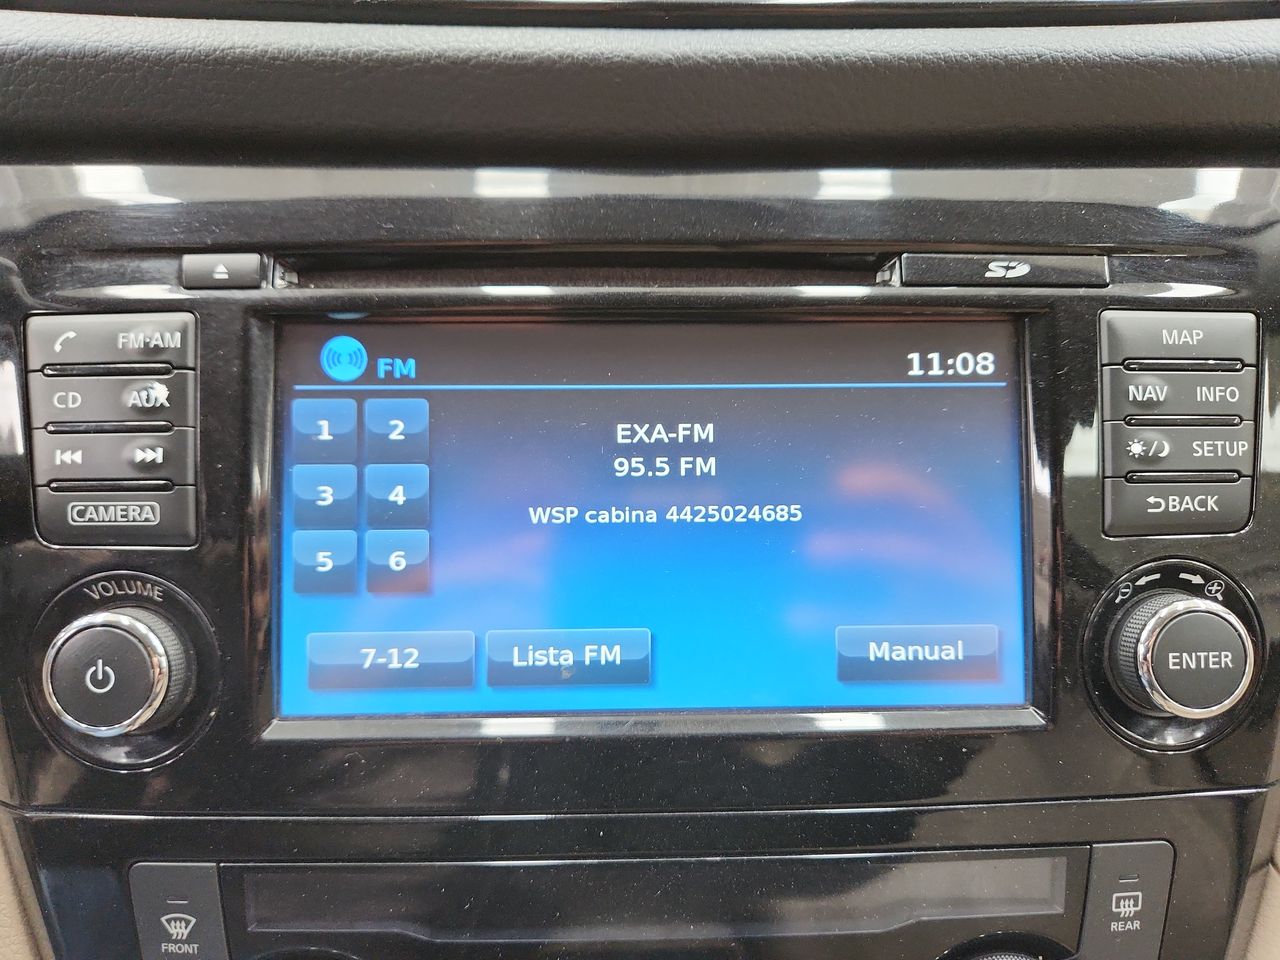 SD
FM·AM
CD AUX
CAMERA
VOLUME
FM
11:08
1 2
3 4
5 6
EXA-FM
95.5 FM
WSP cabina 4425024685
7-12
Lista FM
Manual
MAP
NAV INFO
SETUP
BACK
ENTER
FRONT
REAR